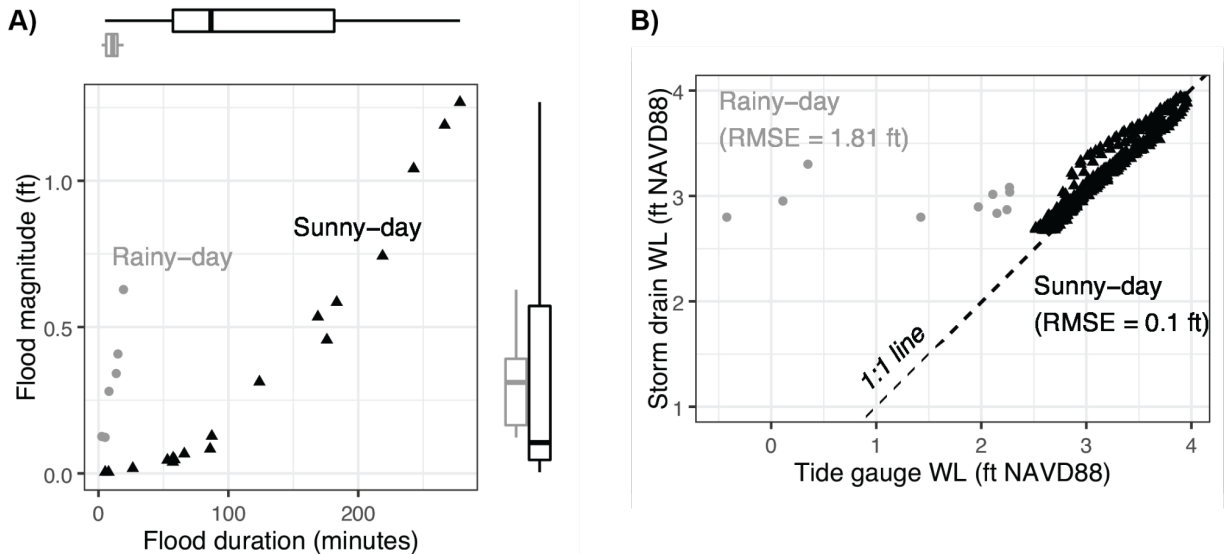 A)
Flood magnitude (ft)
1.0
0.5
0.0
Rainy−day
Sunny−day
0
100
200
Flood duration (minutes)
B)
Storm drain WL (ft NAVD88)
4
3
2
1
Rainy−day
(RMSE = 1.81 ft)
Sunny−day
(RMSE = 0.1 ft)
1:1 line
0
1
2
3
4
Tide gauge WL (ft NAVD88)